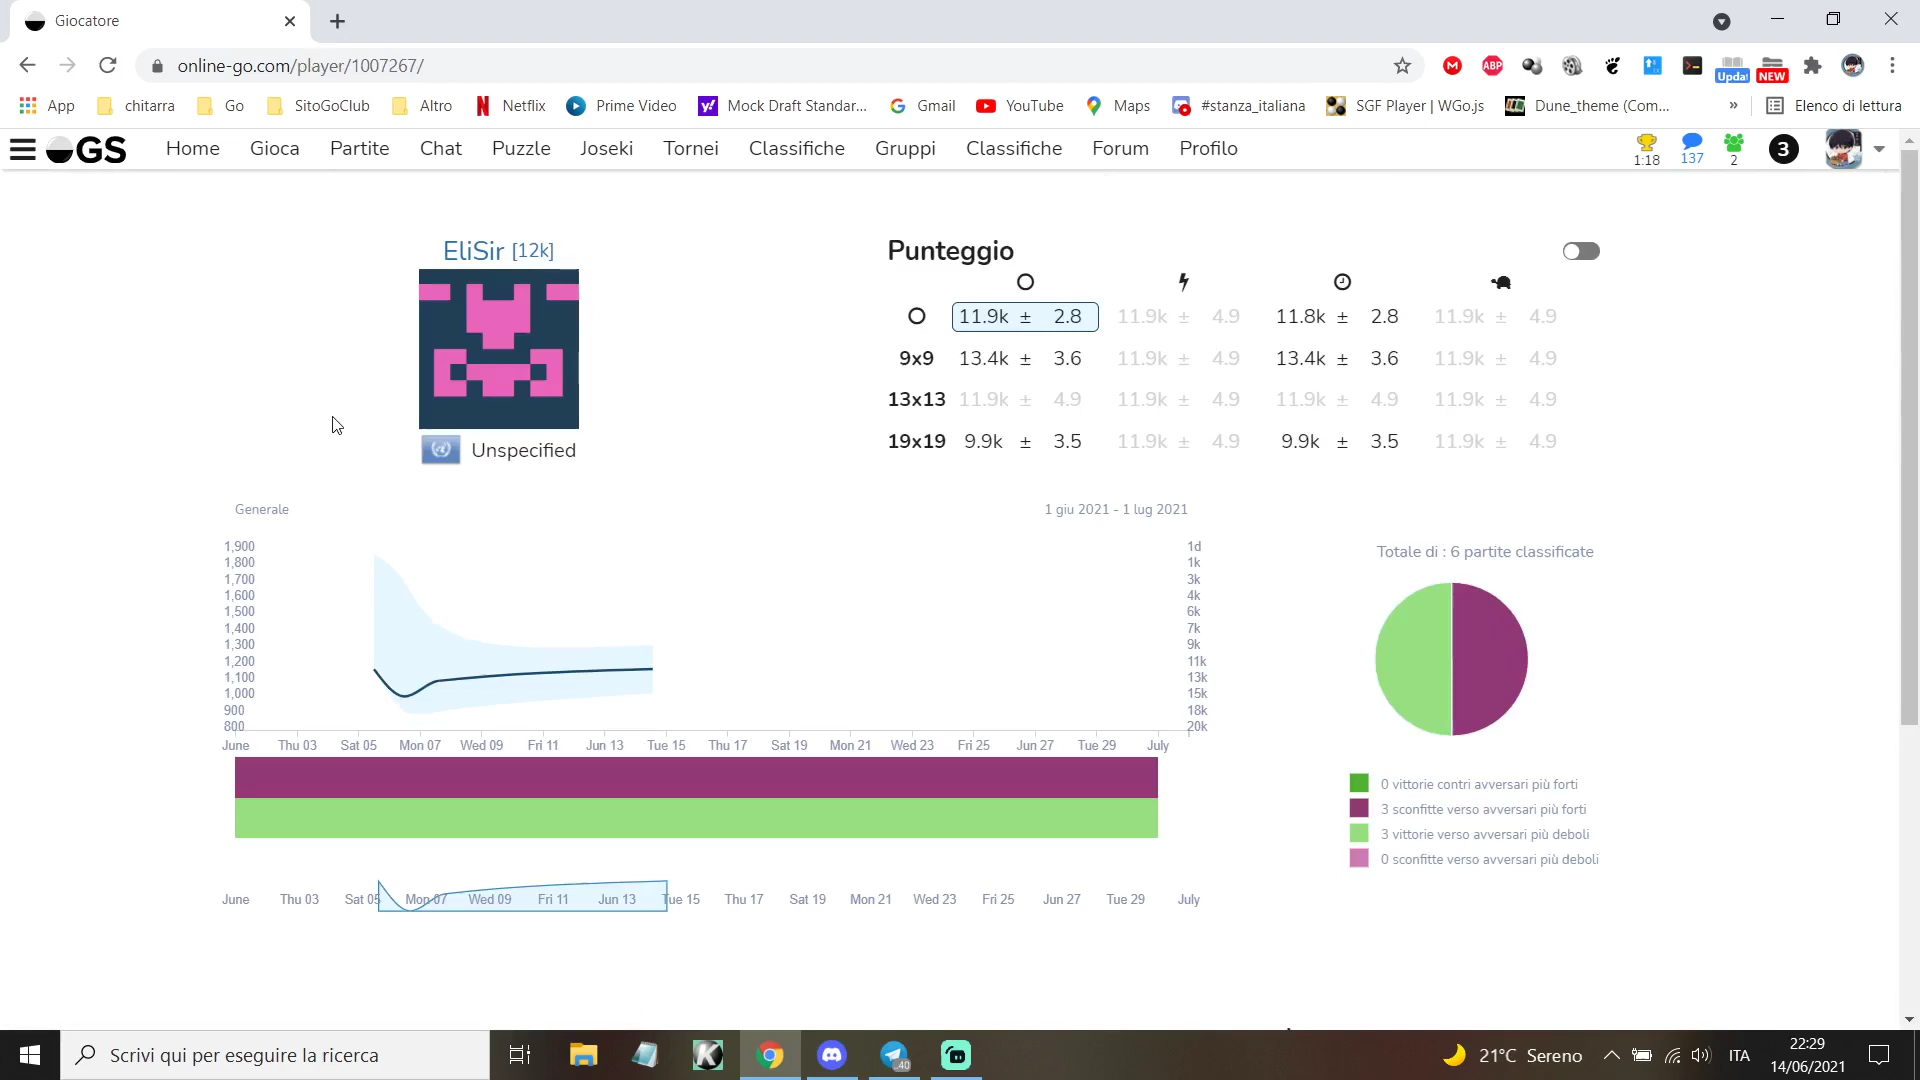 Giocatore
online-go.com/player/1007267/
ABP
Updat
NEW
App
chitarra
Go
SitoGoClub
Altro
Netflix
Prime Video
Mock Draft Standar...
Gmail
YouTube
Maps
#stanza_italiana
SGF Player | WGo.js
Dune_theme (Com...
»
Elenco di lettura
OGS
Home
Gioca
Partite
Chat
Puzzle
Joseki
Tornei
Classifiche
Gruppi
Classifiche
Forum
Profilo
1:18
137
2
3
EliSir [12k]
Unspecified
Punteggio
11.9k ± 2.8 11.9k ± 4.9 11.8k ± 2.8 11.9k ± 4.9
9x9 13.4k ± 3.6 11.9k ± 4.9 13.4k ± 3.6 11.9k ± 4.9
13x13 11.9k ± 4.9 11.9k ± 4.9 11.9k ± 4.9 11.9k ± 4.9
19x19 9.9k ± 3.5 11.9k ± 4.9 9.9k ± 3.5 11.9k ± 4.9
Generale
1 giu 2021 - 1 lug 2021
1,900 1d
1,800 1k
1,700 3k
1,600 4k
1,500 6k
1,400 7k
1,300 9k
1,200 11k
1,100 13k
1,000 15k
900 18k
800 20k
June Thu 03 Sat 05 Mon 07 Wed 09 Fri 11 Jun 13 Tue 15 Thu 17 Sat 19 Mon 21 Wed 23 Fri 25 Jun 27 Tue 29 July
Totale di : 6 partite classificate
0 vittorie contri avversari più forti
3 sconfitte verso avversari più forti
3 vittorie verso avversari più deboli
0 sconfitte verso avversari più deboli
June Thu 03 Sat 05 Mon 07 Wed 09 Fri 11 Jun 13 Tue 15 Thu 17 Sat 19 Mon 21 Wed 23 Fri 25 Jun 27 Tue 29 July
Scrivi qui per eseguire la ricerca
40
21°C Sereno
ITA
22:29
14/06/2021